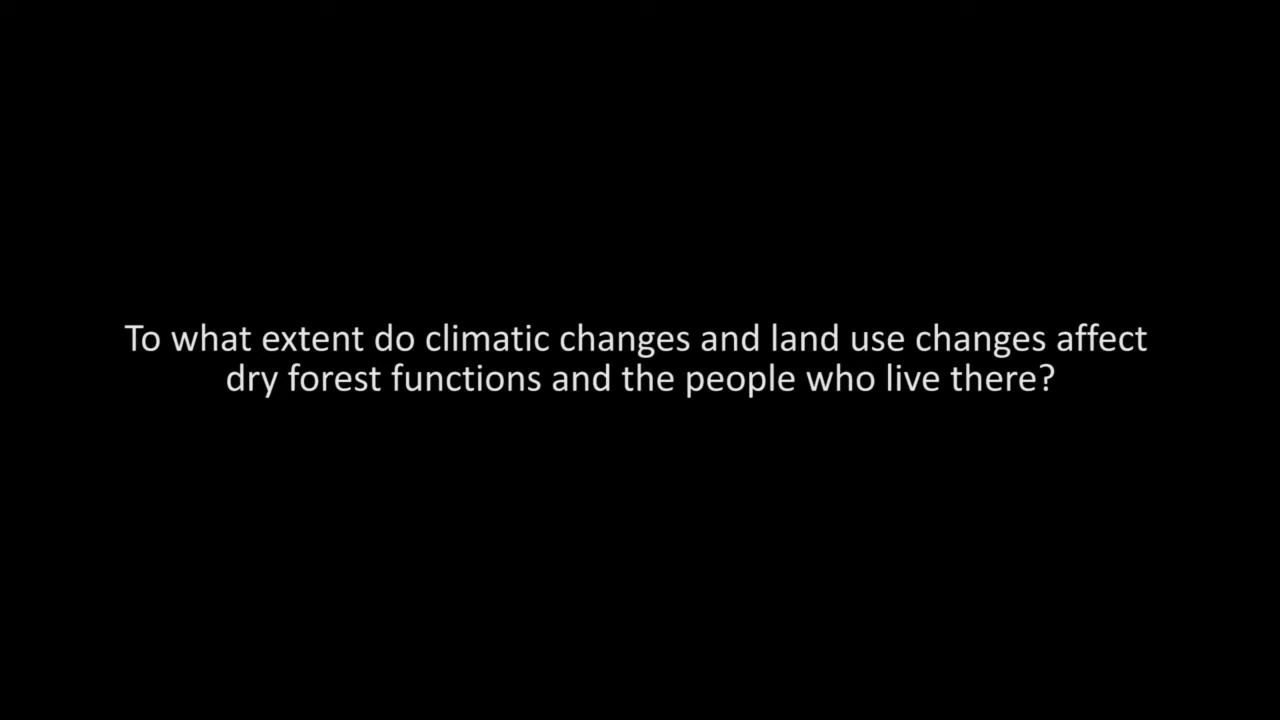 To what extent do climatic changes and land use changes affect
dry forest functions and the people who live there?